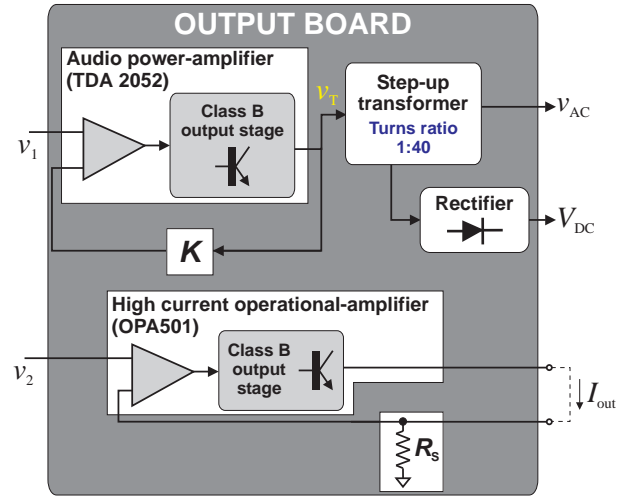 OUTPUT BOARD
Audio power-amplifier
(TDA 2052)
Class B
output stage
v1
vT
Step-up
transformer
Turns ratio
1:40
vAC
Rectifier
VDC
K
High current operational-amplifier
(OPA501)
Class B
output
stage
v2
Iout
RS